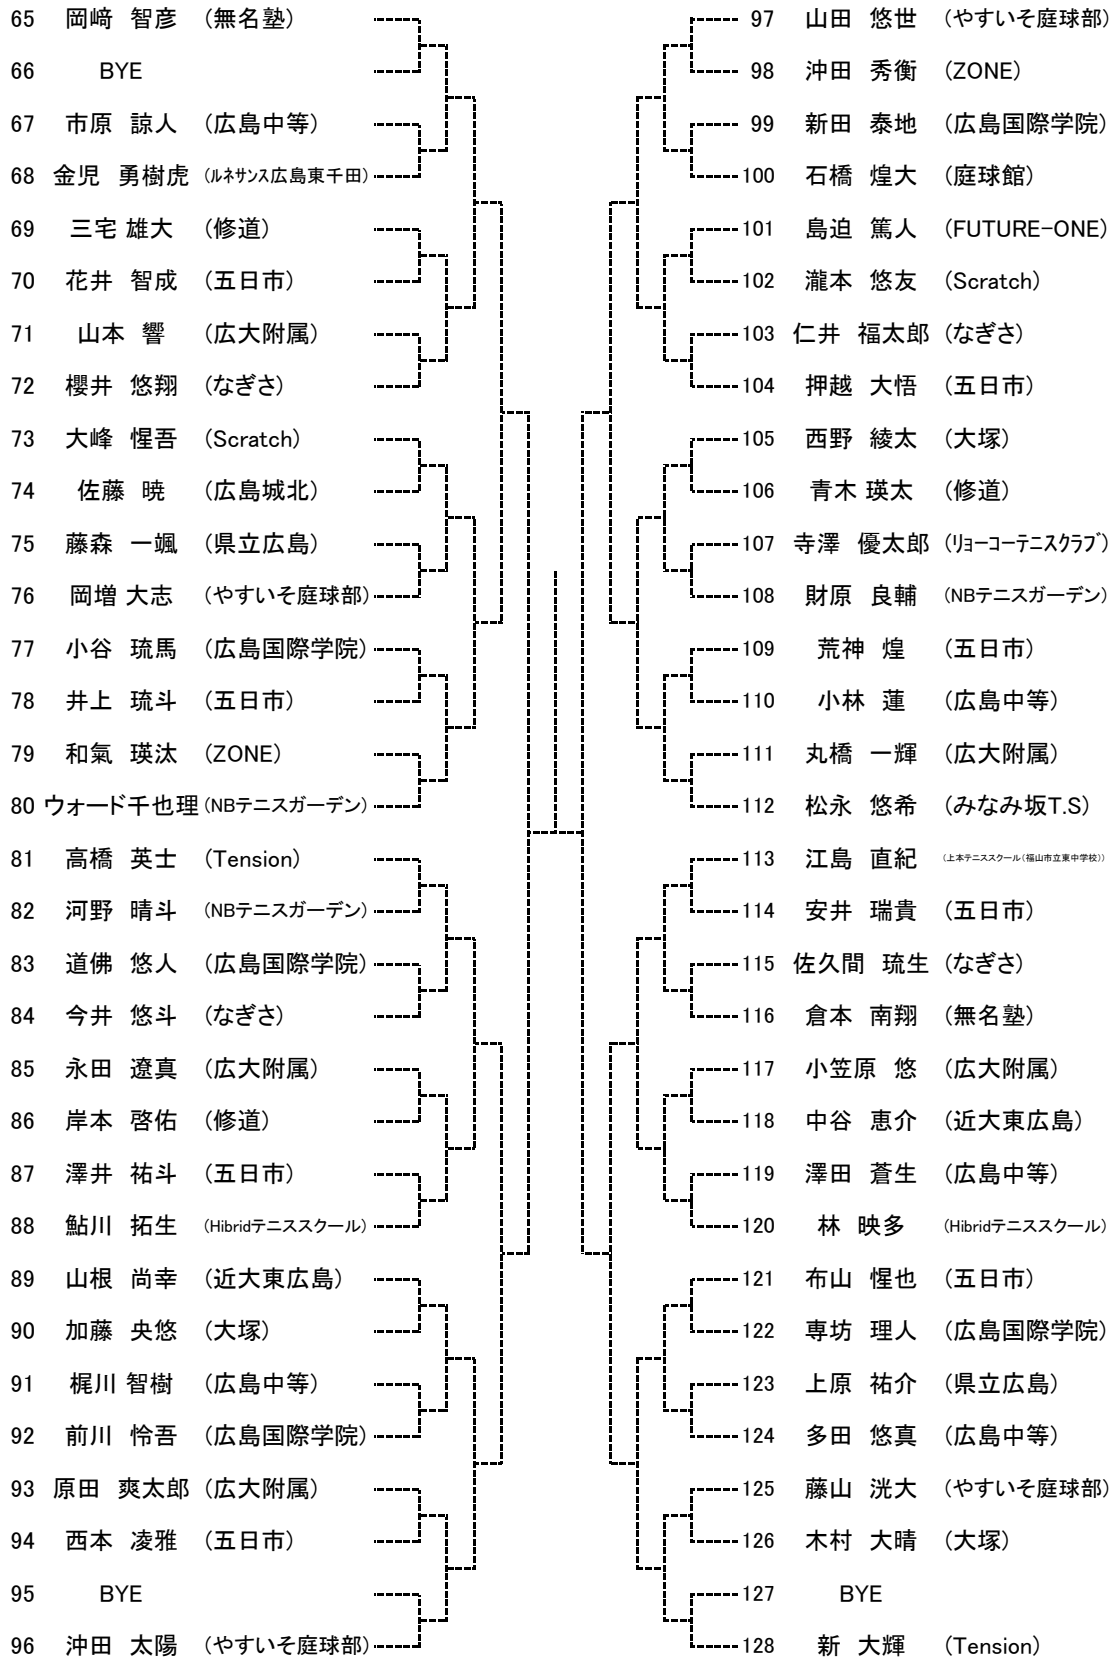 65 岡﨑 智彦 (無名塾)
66 BYE
67 市原 諒人 (広島中等)
68 金児 勇樹虎 (ルネサンス広島東千田)
69 三宅 雄大 (修道)
70 花井 智成 (五日市)
71 山本 響 (広大附属)
72 櫻井 悠翔 (なぎさ)
73 大峰 惺吾 (Scratch)
74 佐藤 暁 (広島城北)
75 藤森 一颯 (県立広島)
76 岡増 大志 (やすいそ庭球部)
77 小谷 琉馬 (広島国際学院)
78 井上 琉斗 (五日市)
79 和氣 瑛汰 (ZONE)
80 ウォード千也理 (NBテニスガーデン)
81 高橋 英士 (Tension)
82 河野 晴斗 (NBテニスガーデン)
83 道佛 悠人 (広島国際学院)
84 今井 悠斗 (なぎさ)
85 永田 遼真 (広大附属)
86 岸本 啓佑 (修道)
87 澤井 祐斗 (五日市)
88 鮎川 拓生 (Hibridテニススクール)
89 山根 尚幸 (近大東広島)
90 加藤 央悠 (大塚)
91 梶川 智樹 (広島中等)
92 前川 怜吾 (広島国際学院)
93 原田 爽太郎 (広大附属)
94 西本 凌雅 (五日市)
95 BYE
96 沖田 太陽 (やすいそ庭球部)
97 山田 悠世 (やすいそ庭球部)
98 沖田 秀衡 (ZONE)
99 新田 泰地 (広島国際学院)
100 石橋 煌大 (庭球館)
101 島迫 篤人 (FUTURE-ONE)
102 瀧本 悠友 (Scratch)
103 仁井 福太郎 (なぎさ)
104 押越 大悟 (五日市)
105 西野 綾太 (大塚)
106 青木 瑛太 (修道)
107 寺澤 優太郎 (リョーコーテニスクラブ)
108 財原 良輔 (NBテニスガーデン)
109 荒神 煌 (五日市)
110 小林 蓮 (広島中等)
111 丸橋 一輝 (広大附属)
112 松永 悠希 (みなみ坂T.S)
113 江島 直紀 (上本テニススクール(福山市立東中学校))
114 安井 瑞貴 (五日市)
115 佐久間 琉生 (なぎさ)
116 倉本 南翔 (無名塾)
117 小笠原 悠 (広大附属)
118 中谷 恵介 (近大東広島)
119 澤田 蒼生 (広島中等)
120 林 映多 (Hibridテニススクール)
121 布山 惺也 (五日市)
122 専坊 理人 (広島国際学院)
123 上原 祐介 (県立広島)
124 多田 悠真 (広島中等)
125 藤山 洸大 (やすいそ庭球部)
126 木村 大晴 (大塚)
127 BYE
128 新 大輝 (Tension)